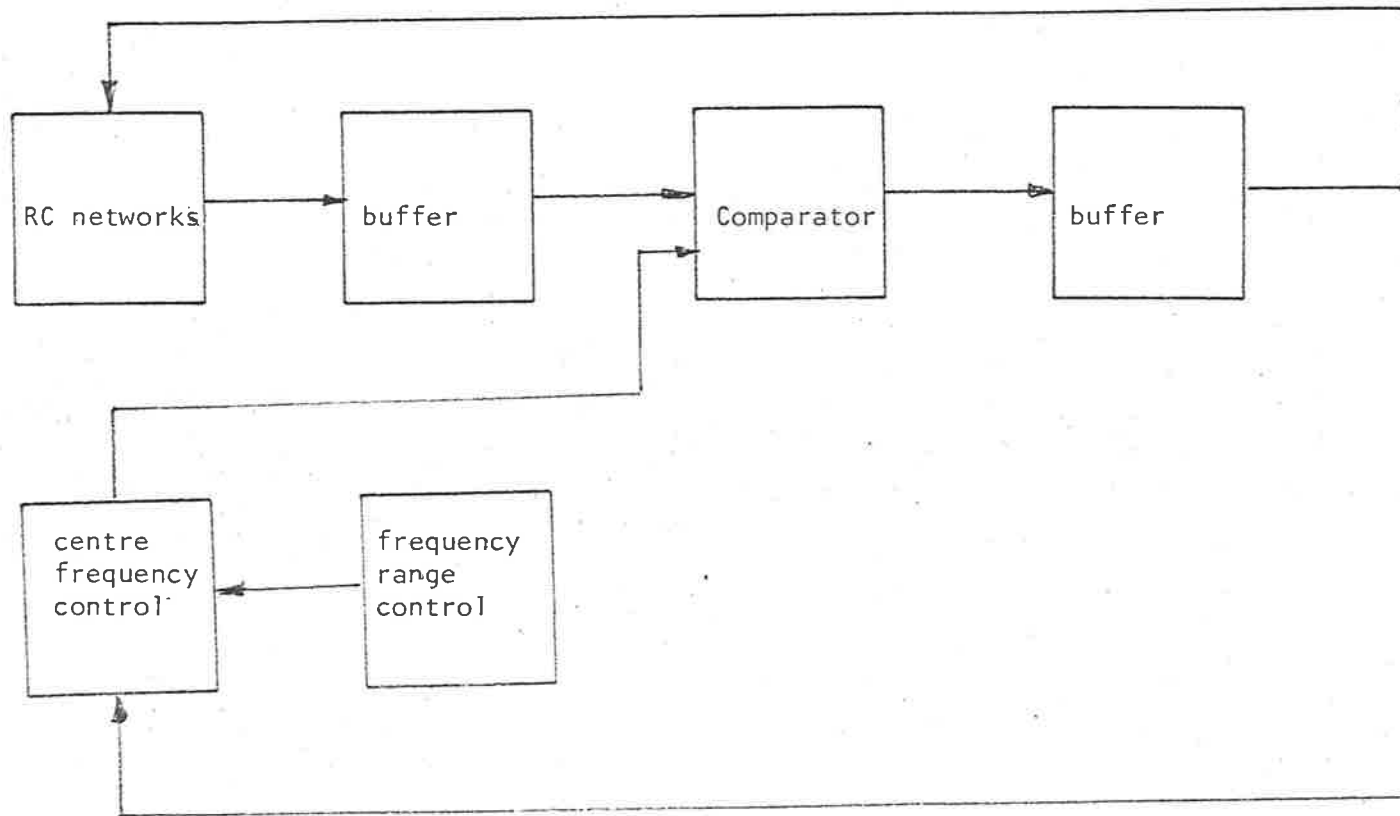 RC networks
buffer
Comparator
buffer
centre
frequency
control
frequency
range
control